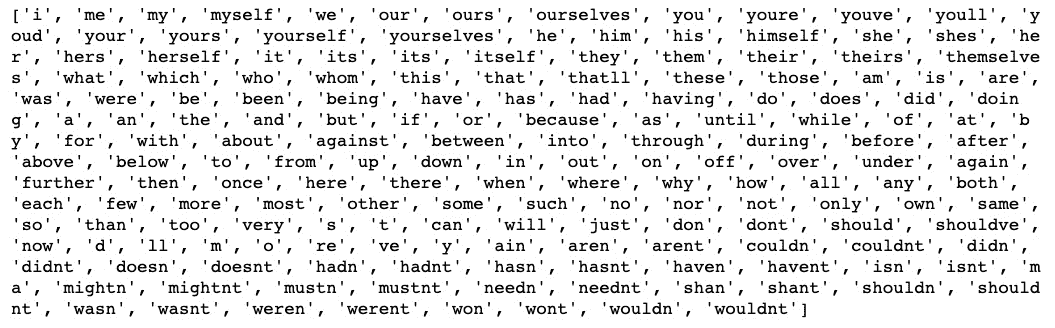 ['i', 'me', 'my', 'myself', 'we', 'our', 'ours', 'ourselves', 'you', 'youre', 'youve', 'youll', 'y
oud', 'your', 'yours', 'yourself', 'yourselves', 'he', 'him', 'his', 'himself', 'she', 'shes', 'he
r', 'hers', 'herself', 'it', 'its', 'its', 'itself', 'they', 'them', 'their', 'theirs', 'themselve
s', 'what', 'which', 'who', 'whom', 'this', 'that', 'thatll', 'these', 'those', 'am', 'is', 'are',
'was', 'were', 'be', 'been', 'being', 'have', 'has', 'had', 'having', 'do', 'does', 'did', 'doin
g', 'a', 'an', 'the', 'and', 'but', 'if', 'or', 'because', 'as', 'until', 'while', 'of', 'at', 'b
y', 'for', 'with', 'about', 'against', 'between', 'into', 'through', 'during', 'before', 'after',
'above', 'below', 'to', 'from', 'up', 'down', 'in', 'out', 'on', 'off', 'over', 'under', 'again',
'further', 'then', 'once', 'here', 'there', 'when', 'where', 'why', 'how', 'all', 'any', 'both',
'each', 'few', 'more', 'most', 'other', 'some', 'such', 'no', 'nor', 'not', 'only', 'own', 'same',
'so', 'than', 'too', 'very', 's', 't', 'can', 'will', 'just', 'don', 'dont', 'should', 'shouldve',
'now', 'd', 'll', 'm', 'o', 're', 've', 'y', 'ain', 'aren', 'arent', 'couldn', 'couldnt', 'didn',
'didnt', 'doesn', 'doesnt', 'hadn', 'hadnt', 'hasn', 'hasnt', 'haven', 'havent', 'isn', 'isnt', 'm
a', 'mightn', 'mightnt', 'mustn', 'mustnt', 'needn', 'neednt', 'shan', 'shant', 'shouldn', 'should
nt', 'wasn', 'wasnt', 'weren', 'werent', 'won', 'wont', 'wouldn', 'wouldnt']